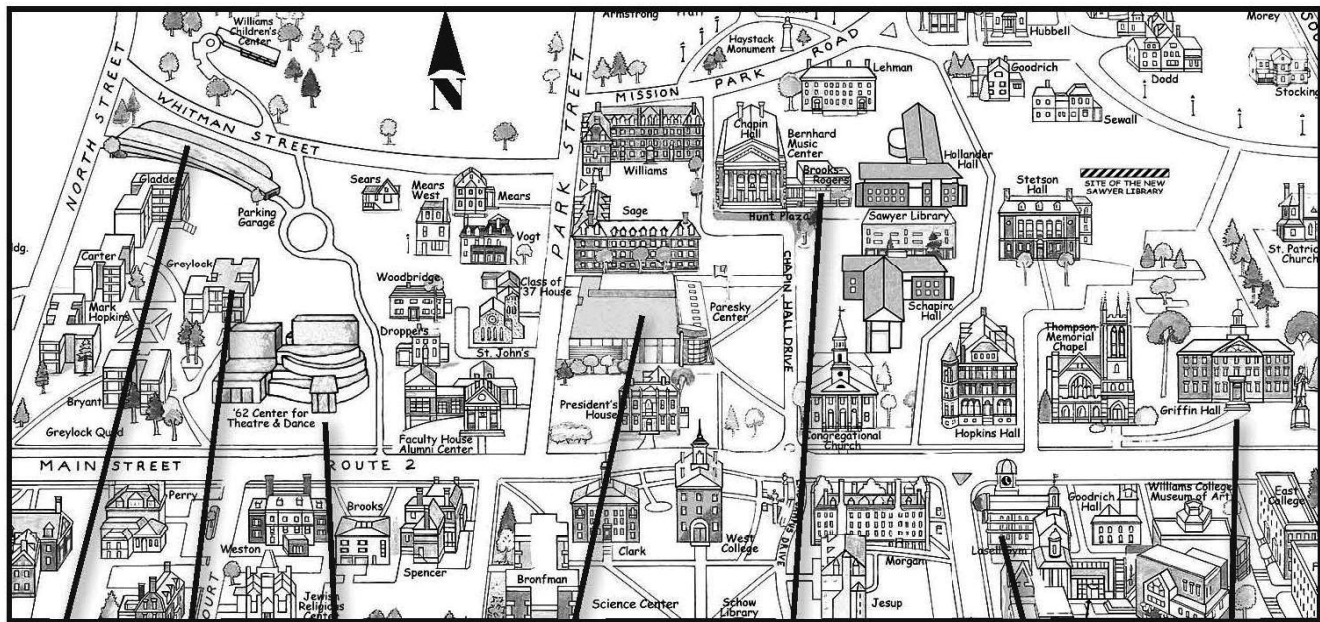 Williams
Children's
Center
Armstrong
Haystack
Monument
Hubbell
Morey
Dodd
Stocking
NORTH STREET
WHITMAN STREET
N
PARK STREET
MISSION PARK ROAD
Lehman
Goodrich
Sewall
Gladden
Parking
Garage
Sears
Mears
West
Mears
Vogt
Williams
Sage
Chapin
Hall
Bernhard
Music
Center
Brooks-
Rogers
Hunt Plaza
Hollander
Hall
Sawyer Library
Stetson
Hall
SITE OF THE NEW
SAWYER LIBRARY
St. Patric
Church
Carter
Greylock
Mark
Hopkins
Bryant
Greylock Quad
Woodbridge
Class of
'37 House
Droppers
St. John's
'62 Center for
Theatre & Dance
Faculty House
Alumni Center
Paresky
Center
President's
House
CHAPIN HALL DRIVE
Schapiro
Hall
Congregational
Church
Hopkins Hall
Thompson
Memorial
Chapel
Griffin Hall
MAIN STREET ROUTE 2
Perry
Weston
Brooks
Spencer
Jewish
Religious
Center
COURT
Bronfman
Clark
West
College
Science Center
Schow
Library
DRIVE
Morgan
Jesup
Lasell Gym
Goodrich
Hall
Williams College
Museum of Art
East
College